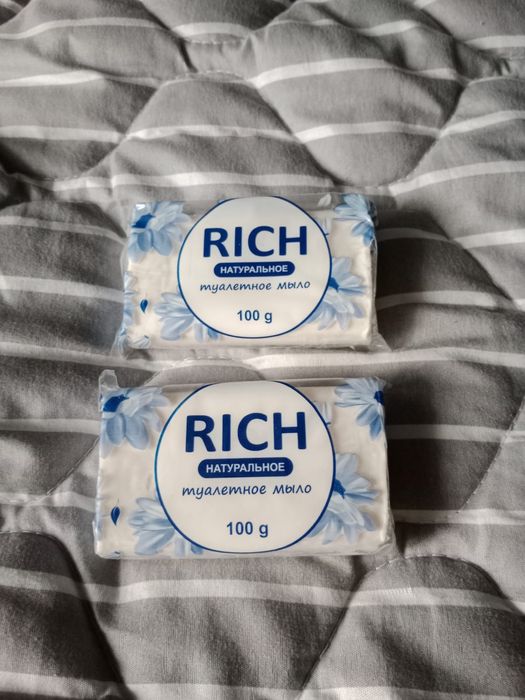 RICH
НАТУРАЛЬНОЕ
туалетное мыло
100 g
RICH
НАТУРАЛЬНОЕ
туалетное мыло
100 g